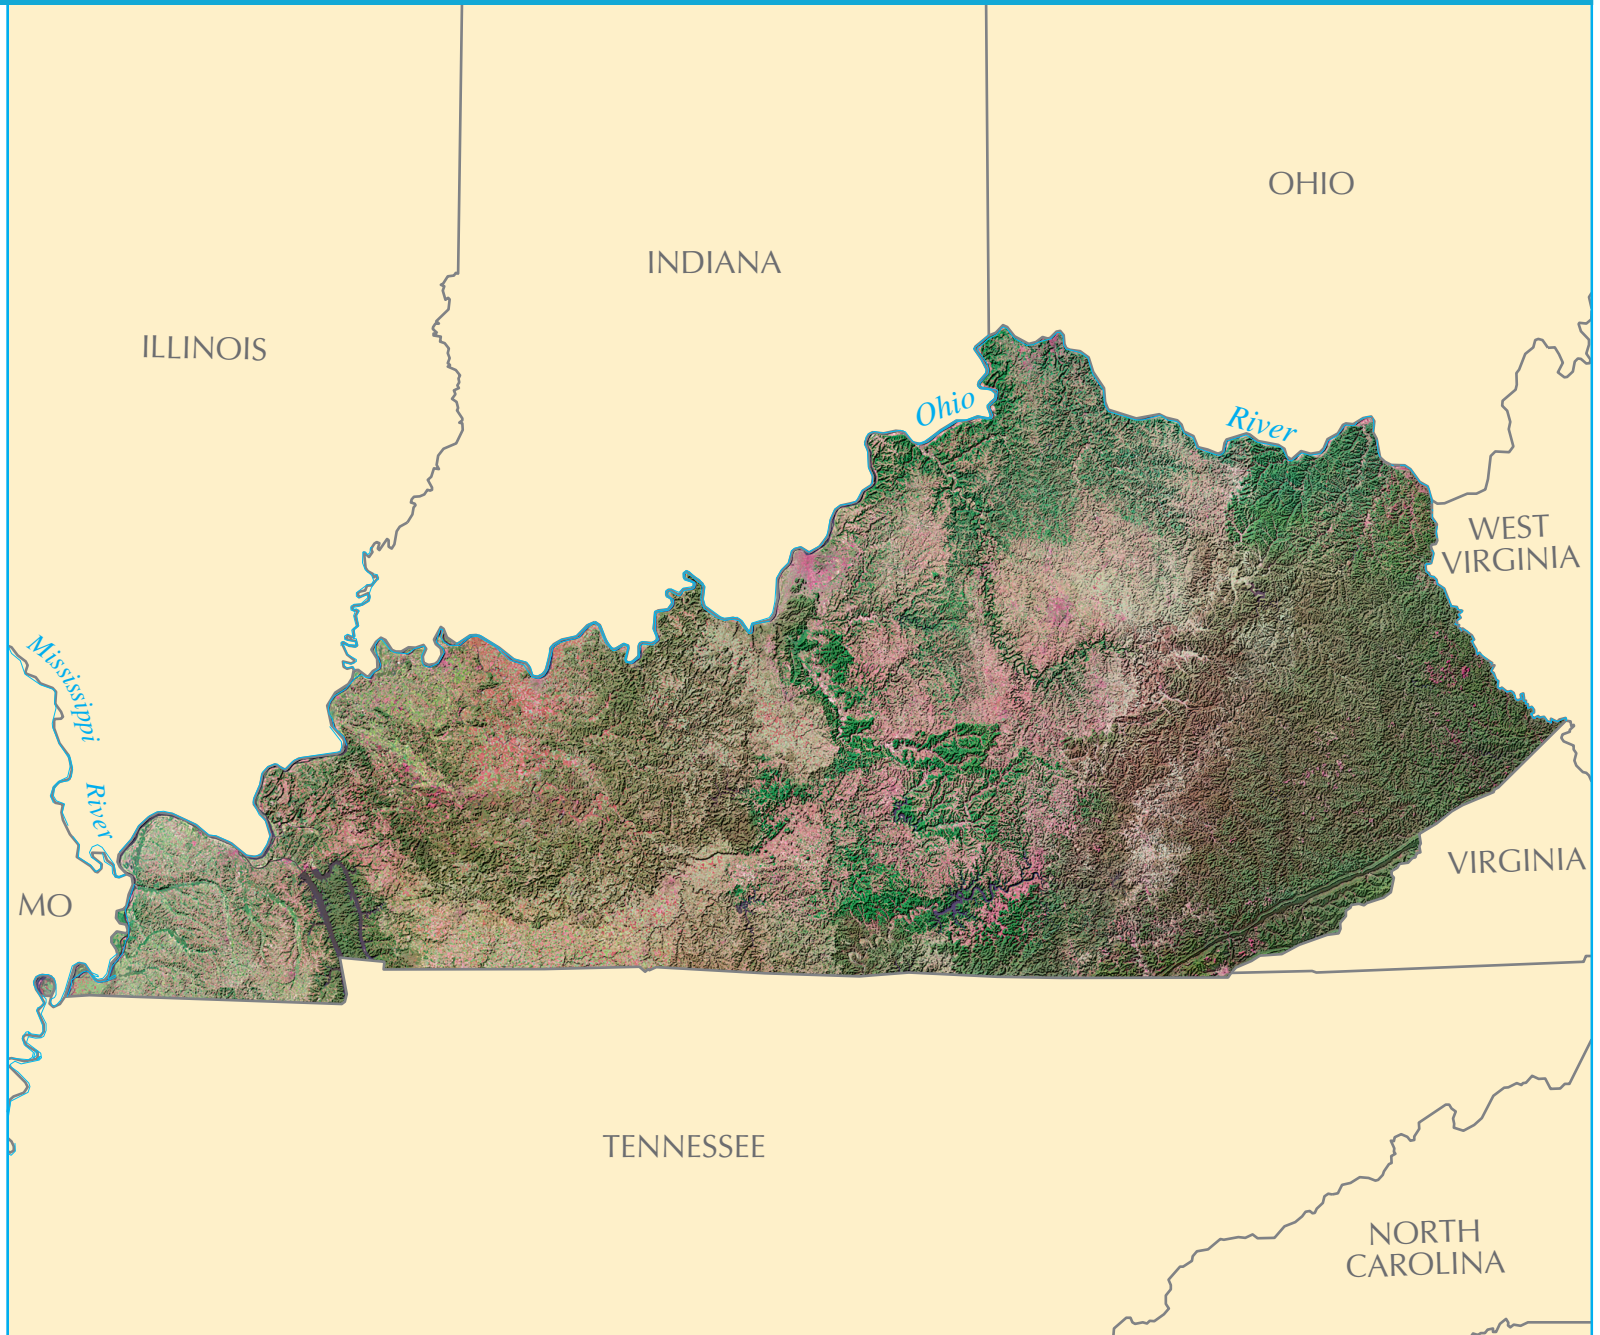 OHIO
INDIANA
ILLINOIS
Ohio
River
WEST
VIRGINIA
Mississippi
River
VIRGINIA
MO
TENNESSEE
NORTH
CAROLINA